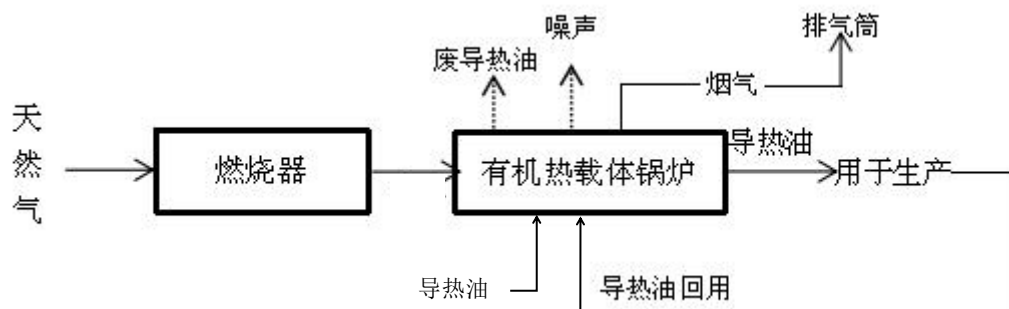 噪声
排气筒
废导热油
烟气
天然气
燃烧器
有机热载体锅炉
导热油
用于生产
导热油
导热油回用